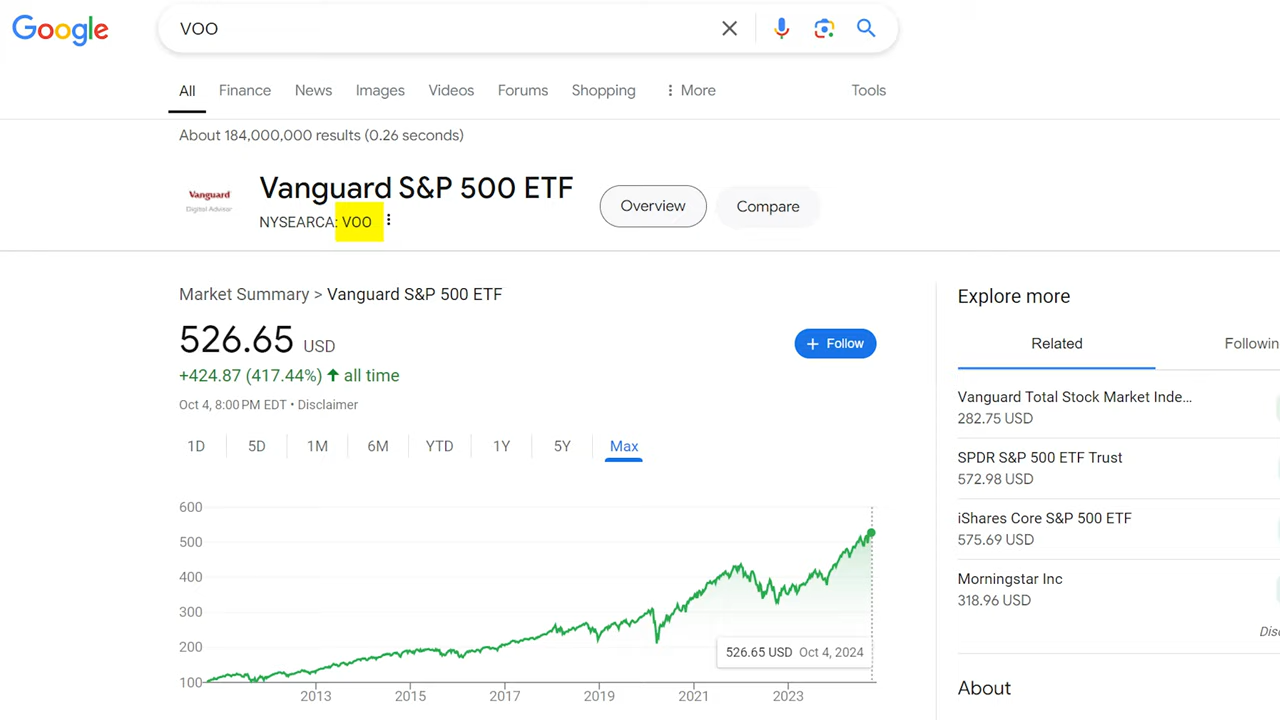 Google
VOO
All Finance News Images Videos Forums Shopping More Tools
About 184,000,000 results (0.26 seconds)
Vanguard
Digital Advisor
Vanguard S&P 500 ETF
NYSEARCA: VOO
Overview Compare
Market Summary > Vanguard S&P 500 ETF
526.65 USD
+424.87 (417.44%) ↑ all time
Oct 4, 8:00 PM EDT • Disclaimer
+ Follow
1D 5D 1M 6M YTD 1Y 5Y Max
600
500
400
300
200
100
526.65 USD Oct 4, 2024
2013 2015 2017 2019 2021 2023
Explore more
Related Followin
Vanguard Total Stock Market Inde...
282.75 USD
SPDR S&P 500 ETF Trust
572.98 USD
iShares Core S&P 500 ETF
575.69 USD
Morningstar Inc
318.96 USD
Disc
About